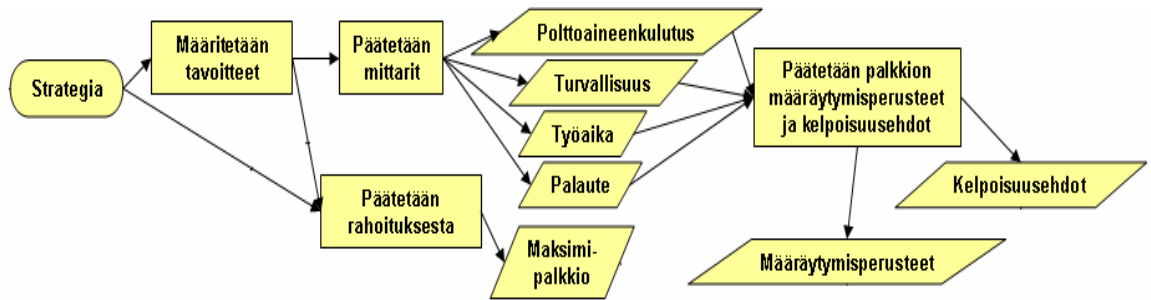 Strategia
Määritetään
tavoitteet
Päätetään
mittarit
Polttoaineenkulutus
Turvallisuus
Työaika
Palaute
Päätetään palkkion
määräytymisperusteet
ja kelpoisuusehdot
Kelpoisuusehdot
Määräytymisperusteet
Päätetään
rahoituksesta
Maksimi-
palkkio